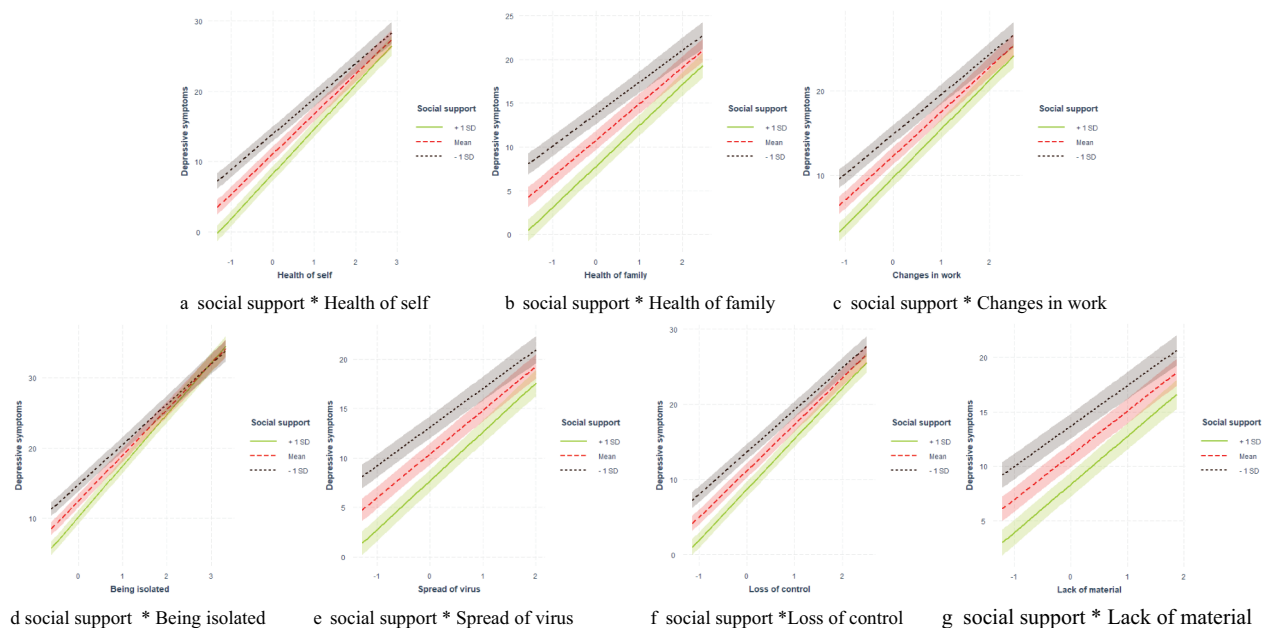 Depressive symptoms
30
20
10
0
-1
0
1
2
3
Health of self
Social support
+ 1 SD
Mean
- 1 SD
a social support * Health of self
Depressive symptoms
25
20
15
10
5
0
-1
0
1
2
Health of family
Social support
+ 1 SD
Mean
- 1 SD
b social support * Health of family
Depressive symptoms
20
10
-1
0
1
2
Changes in work
Social support
+ 1 SD
Mean
- 1 SD
c social support * Changes in work
Depressive symptoms
30
20
10
0
1
2
3
Being isolated
Social support
+ 1 SD
Mean
- 1 SD
d social support * Being isolated
Depressive symptoms
20
15
10
5
0
-1
0
1
2
Spread of virus
Social support
+ 1 SD
Mean
- 1 SD
e social support * Spread of virus
Depressive symptoms
30
20
10
0
-1
0
1
2
Loss of control
Social support
+ 1 SD
Mean
- 1 SD
f social support *Loss of control
Depressive symptoms
20
15
10
5
-1
0
1
2
Lack of material
Social support
+ 1 SD
Mean
- 1 SD
g social support * Lack of material